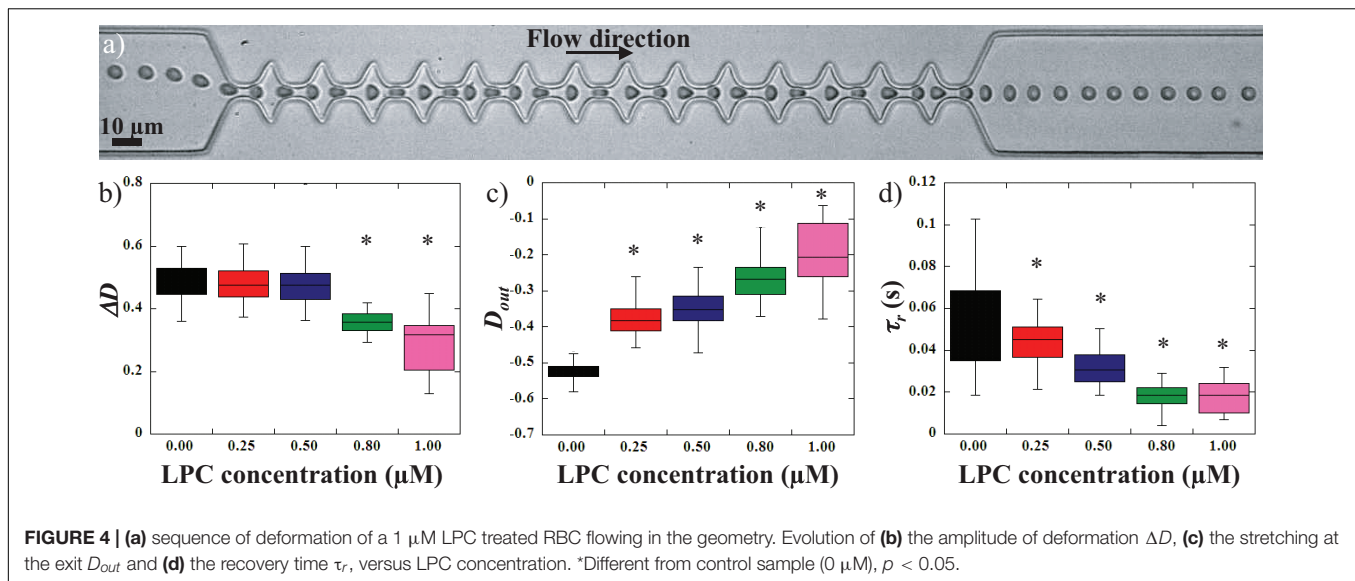 a)
Flow direction
10 µm
b)
0.8
0.6
0.4
0.2
0
ΔD
*
*
0.00 0.25 0.50 0.80 1.00
LPC concentration (µM)
c)
0
-0.1
-0.2
-0.3
-0.4
-0.5
-0.6
-0.7
D_out
*
*
*
*
0.00 0.25 0.50 0.80 1.00
LPC concentration (µM)
d)
0.12
0.1
0.08
0.06
0.04
0.02
0
τ_r (s)
*
*
*
*
0.00 0.25 0.50 0.80 1.00
LPC concentration (µM)
FIGURE 4 | (a) sequence of deformation of a 1 µM LPC treated RBC flowing in the geometry. Evolution of (b) the amplitude of deformation ΔD, (c) the stretching at
the exit D_out and (d) the recovery time τ_r, versus LPC concentration. *Different from control sample (0 µM), p < 0.05.